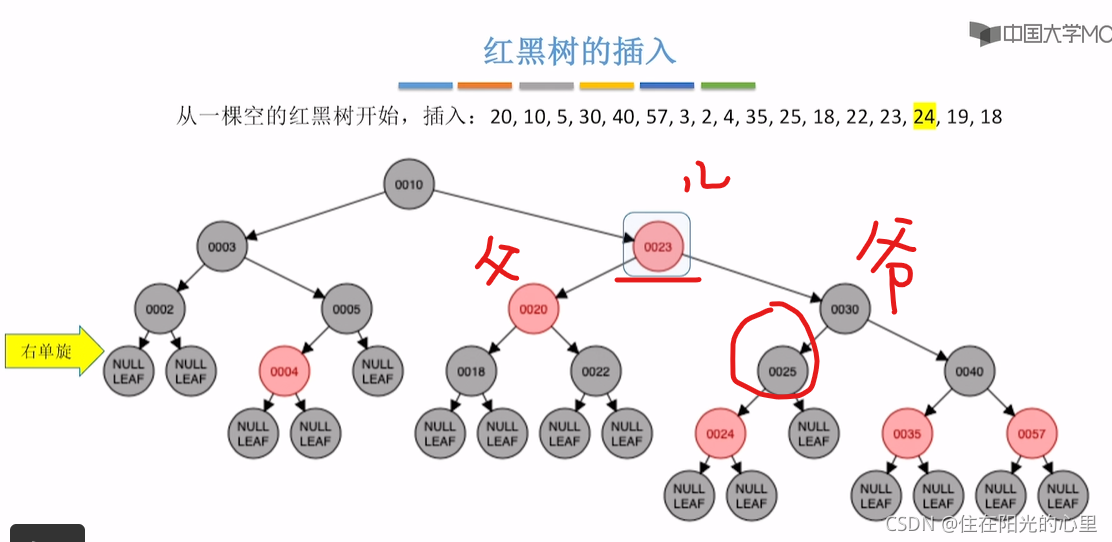 中国大学MO
红黑树的插入
从一棵空的红黑树开始，插入：20, 10, 5, 30, 40, 57, 3, 2, 4, 35, 25, 18, 22, 23, 24, 19, 18
儿
0010
爷
0003
0023
父
0002
0005
0020
0030
右单旋
NULL LEAF
NULL LEAF
0004
NULL LEAF
0018
0022
0025
0040
NULL LEAF
NULL LEAF
NULL LEAF
NULL LEAF
NULL LEAF
NULL LEAF
0024
NULL LEAF
0035
0057
NULL LEAF
NULL LEAF
NULL LEAF
NULL LEAF
NULL LEAF
NULL LEAF
CSDN @住在阳光的心里